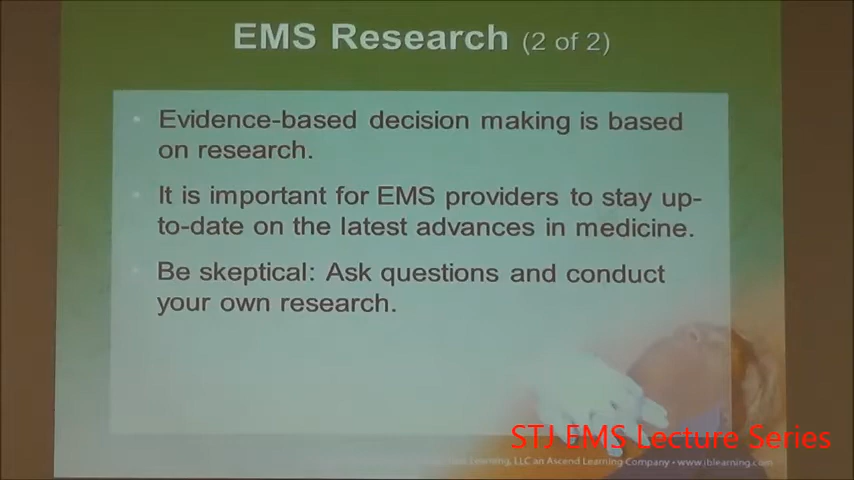 EMS Research (2 of 2)
• Evidence-based decision making is based
on research.
• It is important for EMS providers to stay up-
to-date on the latest advances in medicine.
• Be skeptical: Ask questions and conduct
your own research.
STJ EMS Lecture Series
Learning, LLC an Ascend Learning Company • www.jblearning.com